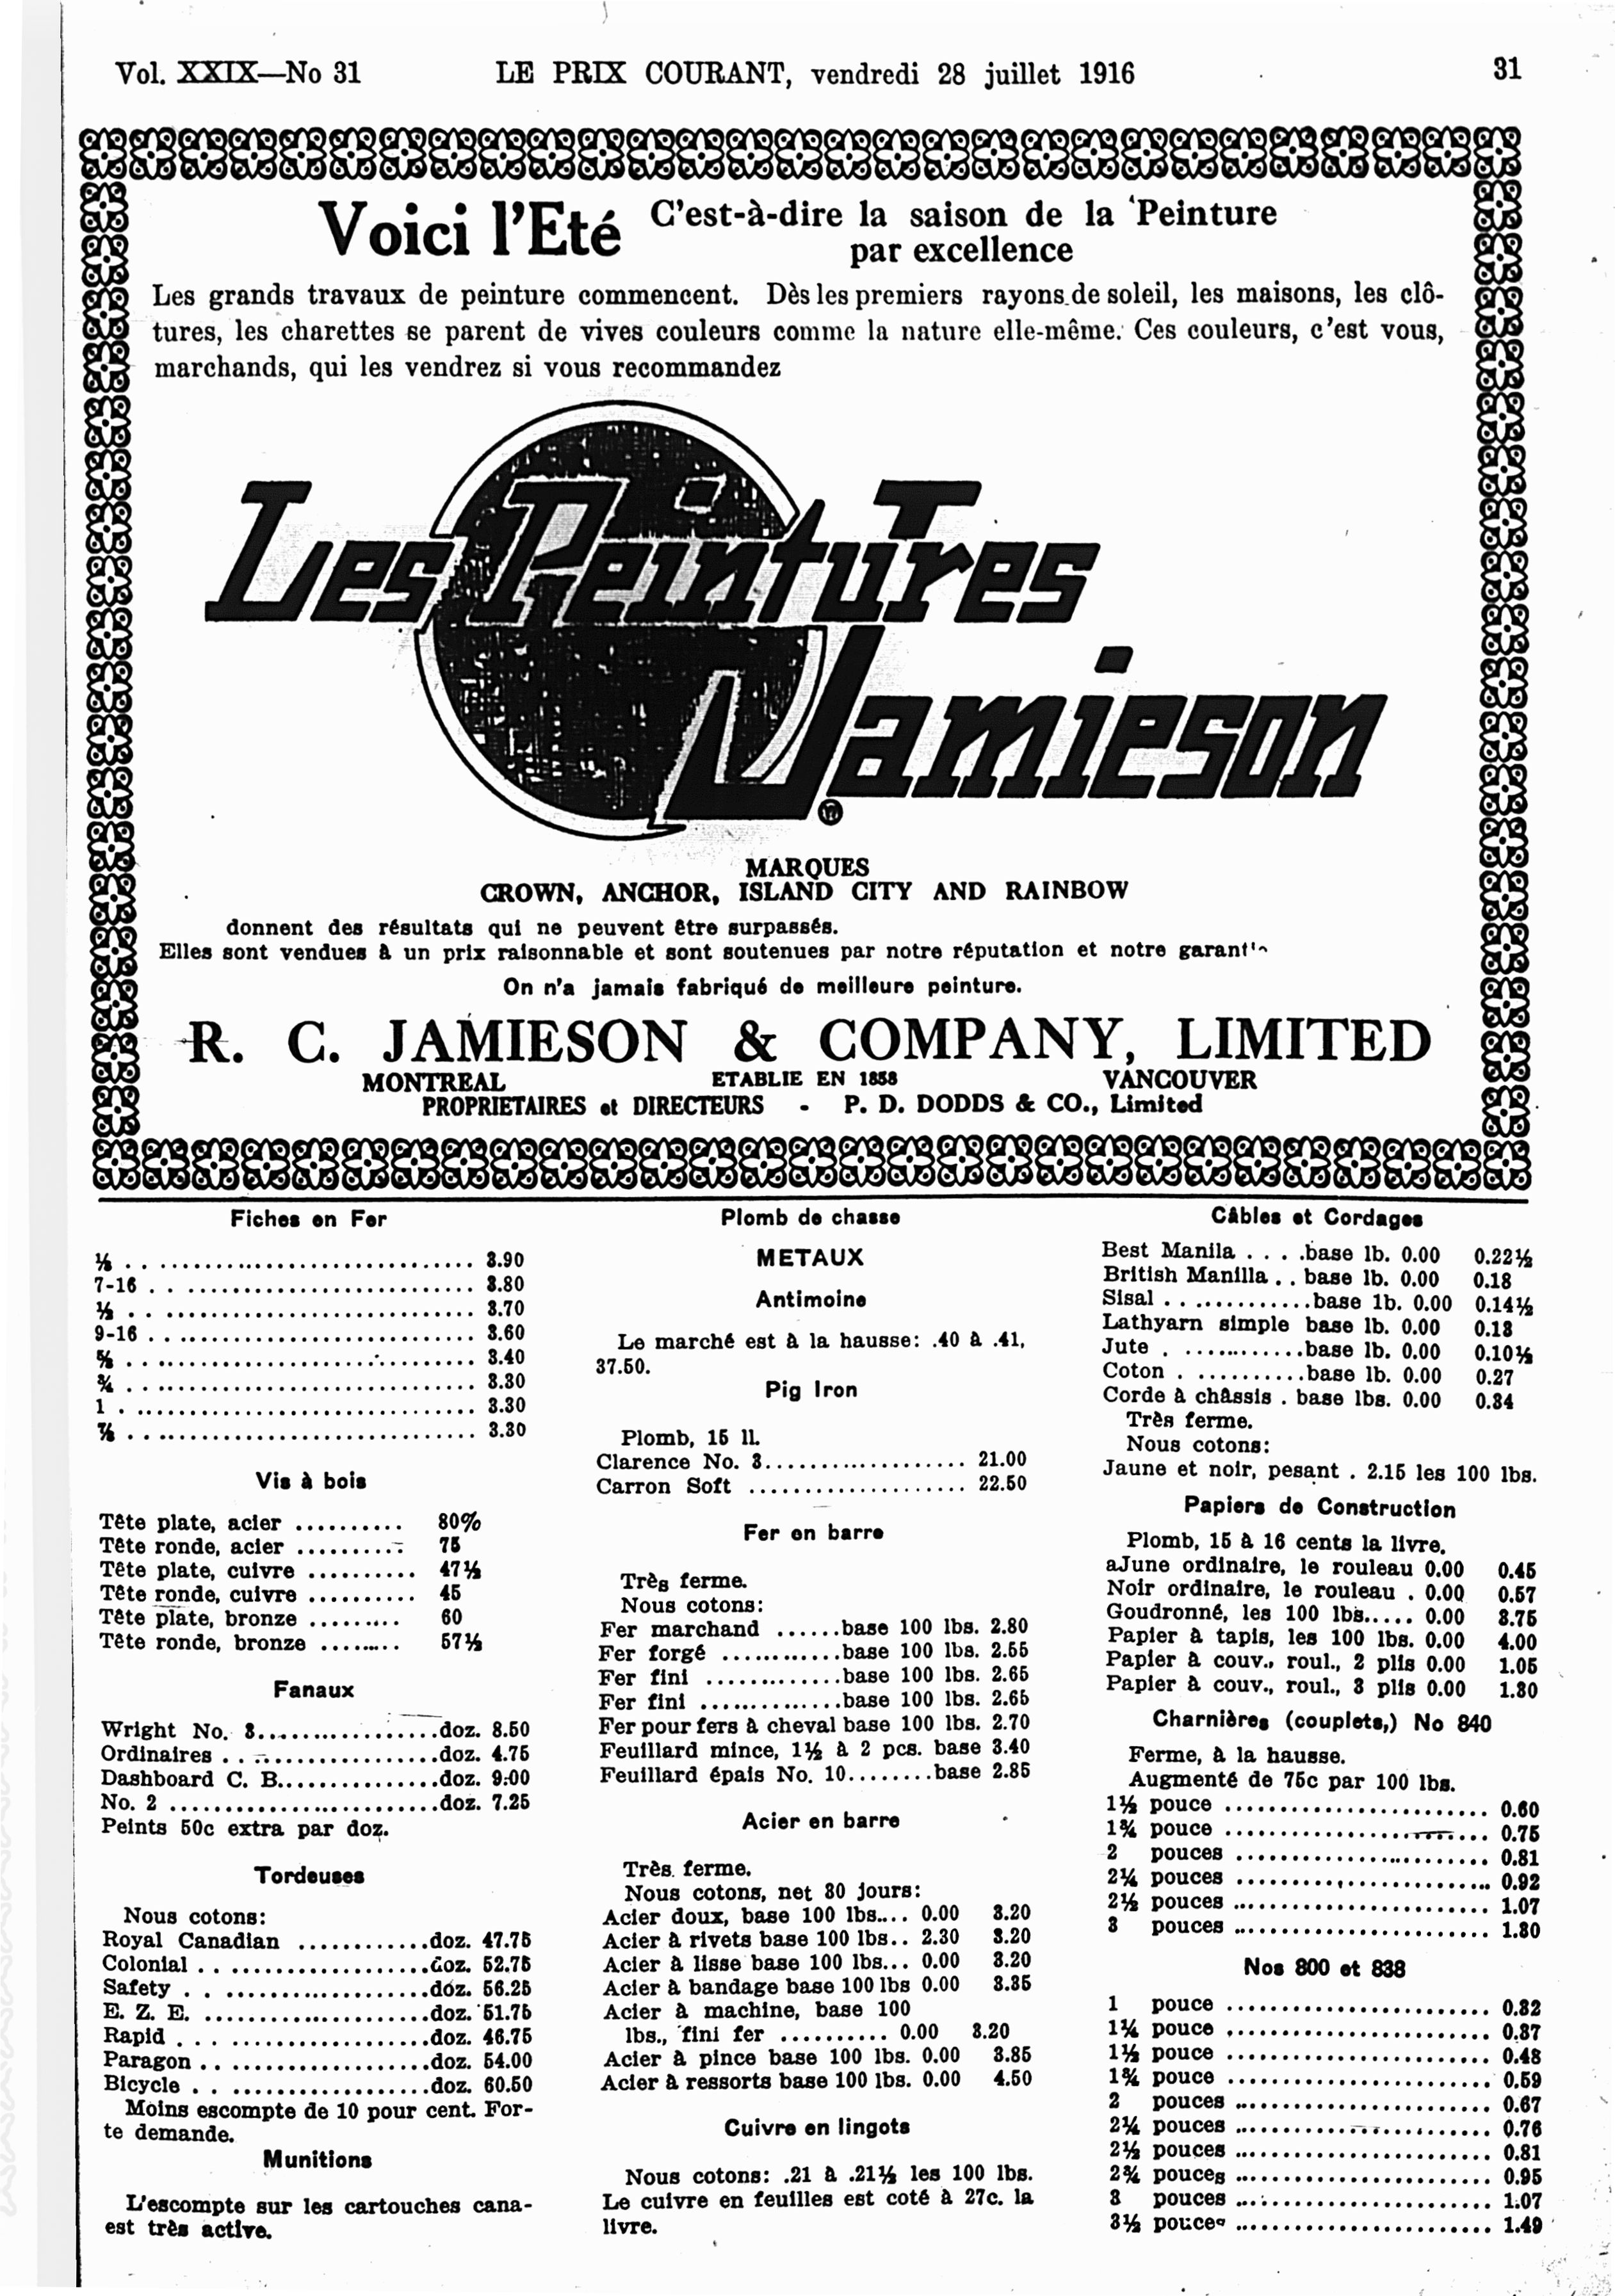 Vol. XXIX—No 31
LE PRIX COURANT, vendredi 28 juillet 1916
31
Voici l'Eté
C'est-à-dire la saison de la Peinture
par excellence
Les grands travaux de peinture commencent. Dès les premiers rayons de soleil, les maisons, les clô-
tures, les charettes se parent de vives couleurs comme la nature elle-même. Ces couleurs, c'est vous,
marchands, qui les vendrez si vous recommandez
Les Peintures
Jamieson
MARQUES
CROWN, ANCHOR, ISLAND CITY AND RAINBOW
donnent des résultats qui ne peuvent être surpassés.
Elles sont vendues à un prix raisonnable et sont soutenues par notre réputation et notre
On n'a jamais fabriqué de meilleure peinture.
R. C. JAMIESON & COMPANY, LIMITED
MONTREAL ETABLIE EN 1858 VANCOUVER
PROPRIETAIRES et DIRECTEURS - P. D. DODDS & CO., Limited
Fiches en Fer
.. 3.90
7-16 .. 3.80
½ .. 3.70
9-16 .. 3.60
⅝ .. 3.40
¾ .. 3.30
1 .. 3.30
⅞ .. 3.30
Vis à bois
Tête plate, acier .......... 80%
Tête ronde, acier .......... 75
Tête plate, cuivre .......... 47½
Tête ronde, cuivre .......... 45
Tête plate, bronze ......... 60
Tête ronde, bronze ........ 57½
Fanaux
Wright No. 3..................doz. 8.50
Ordinaires ..................doz. 4.75
Dashboard C. B...............doz. 9.00
No. 2 ..........................doz. 7.25
Peints 50c extra par doz.
Tordeuses
Nous cotons:
Royal Canadian ............doz. 47.75
Colonial ....................doz. 52.75
Safety ....................doz. 56.25
E. Z. E. ....................doz. 51.75
Rapid ....................doz. 46.75
Paragon ....................doz. 54.00
Bicycle ....................doz. 60.50
Moins escompte de 10 pour cent. For-
te demande.
Munitions
L'escompte sur les cartouches cana-
est très active.
Plomb de chasse
METAUX
Antimoine
Le marché est à la hausse: .40 à .41,
37.50.
Pig Iron
Plomb, 15 ll.
Clarence No. 3.................... 21.00
Carron Soft ..................... 22.50
Fer en barre
Très ferme.
Nous cotons:
Fer marchand ......base 100 lbs. 2.80
Fer forgé ............base 100 lbs. 2.55
Fer fini .............base 100 lbs. 2.65
Fer fini .............base 100 lbs. 2.65
Fer pour fers à cheval base 100 lbs. 2.70
Feuillard mince, 1½ à 2 pcs. base 3.40
Feuillard épais No. 10........base 2.85
Acier en barre
Très ferme.
Nous cotons, net 30 jours:
Acier doux, base 100 lbs.... 0.00 3.20
Acier à rivets base 100 lbs.. 2.30 3.20
Acier à lisse base 100 lbs... 0.00 3.20
Acier à bandage base 100 lbs 0.00 3.35
Acier à machine, base 100
lbs., fini fer .......... 0.00 3.20
Acier à pince base 100 lbs. 0.00 3.85
Acier à ressorts base 100 lbs. 0.00 4.50
Cuivre en lingots
Nous cotons: .21 à .21½ les 100 lbs.
Le cuivre en feuilles est coté à 27c. la
livre.
Câbles et Cordages
Best Manila ....base lb. 0.00 0.22½
British Manilla .. base lb. 0.00 0.18
Sisal .............base lb. 0.00 0.14½
Lathyarn simple base lb. 0.00 0.13
Jute .............base lb. 0.00 0.10½
Coton ...........base lb. 0.00 0.27
Corde à châssis . base lbs. 0.00 0.34
Très ferme.
Nous cotons:
Jaune et noir, pesant . 2.15 les 100 lbs.
Papiers de Construction
Plomb, 15 à 16 cents la livre.
aJune ordinaire, le rouleau 0.00 0.45
Noir ordinaire, le rouleau . 0.00 0.57
Goudronné, les 100 lbs..... 0.00 3.75
Papier à tapis, les 100 lbs. 0.00 4.00
Papier à couv., roul., 2 plis 0.00 1.05
Papier à couv., roul., 3 plis 0.00 1.30
Charnières (couplets,) No 840
Ferme, à la hausse.
Augmenté de 75c par 100 lbs.
1½ pouce ........................ 0.60
1¾ pouce ........................ 0.75
2 pouces ........................ 0.81
2¼ pouces ........................ 0.92
2½ pouces ........................ 1.07
3 pouces ........................ 1.30
Nos 800 et 838
1 pouce ........................ 0.32
1¼ pouce ........................ 0.37
1½ pouce ........................ 0.48
1¾ pouce ........................ 0.59
2 pouces ........................ 0.67
2¼ pouces ........................ 0.76
2½ pouces ........................ 0.81
2¾ pouces ........................ 0.95
3 pouces ........................ 1.07
3½ pouces ........................ 1.49